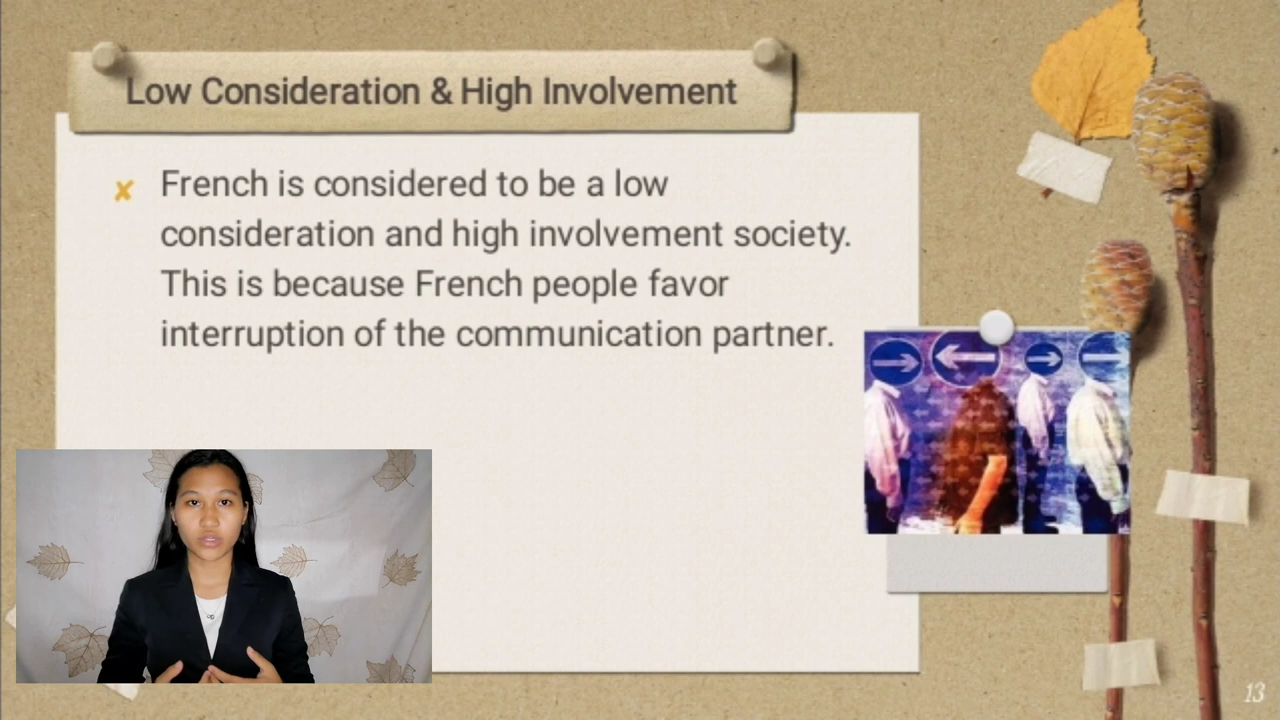 Low Consideration & High Involvement
✘ French is considered to be a low
consideration and high involvement society.
This is because French people favor
interruption of the communication partner.
13